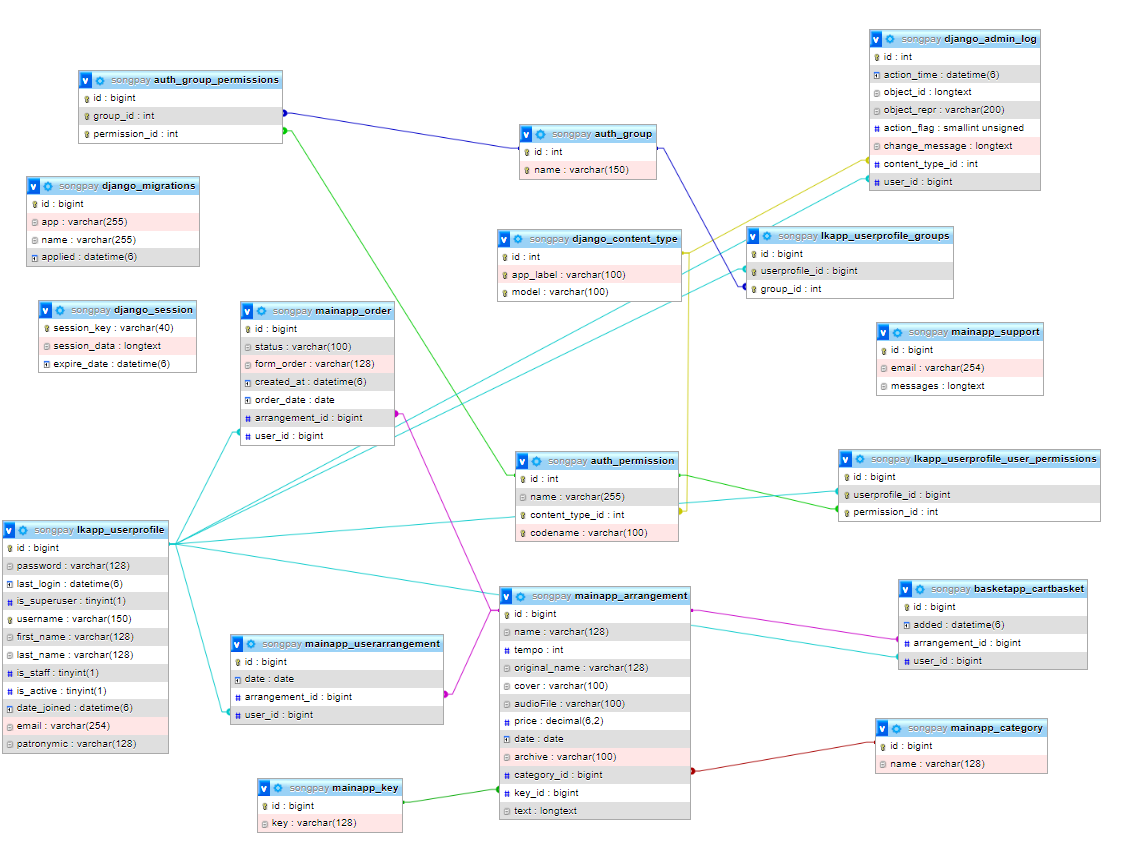 songpay auth_group_permissions
id : bigint
group_id : int
permission_id : int
songpay django_admin_log
id : int
action_time : datetime(6)
object_id : longtext
object_repr : varchar(200)
action_flag : smallint unsigned
change_message : longtext
content_type_id : int
user_id : bigint
songpay auth_group
id : int
name : varchar(150)
songpay django_migrations
id : bigint
app : varchar(255)
name : varchar(255)
applied : datetime(6)
songpay django_content_type
id : int
app_label : varchar(100)
model : varchar(100)
songpay lkapp_userprofile_groups
id : bigint
userprofile_id : bigint
group_id : int
songpay django_session
session_key : varchar(40)
session_data : longtext
expire_date : datetime(6)
songpay mainapp_order
id : bigint
status : varchar(100)
form_order : varchar(128)
created_at : datetime(6)
order_date : date
arrangement_id : bigint
user_id : bigint
songpay mainapp_support
id : bigint
email : varchar(254)
messages : longtext
songpay auth_permission
id : int
name : varchar(255)
content_type_id : int
codename : varchar(100)
songpay lkapp_userprofile_user_permissions
id : bigint
userprofile_id : bigint
permission_id : int
songpay lkapp_userprofile
id : bigint
password : varchar(128)
last_login : datetime(6)
is_superuser : tinyint(1)
username : varchar(150)
first_name : varchar(128)
last_name : varchar(128)
is_staff : tinyint(1)
is_active : tinyint(1)
date_joined : datetime(6)
email : varchar(254)
patronymic : varchar(128)
songpay mainapp_userarrangement
id : bigint
date : date
arrangement_id : bigint
user_id : bigint
songpay mainapp_arrangement
id : bigint
name : varchar(128)
tempo : int
original_name : varchar(128)
cover : varchar(100)
audioFile : varchar(100)
price : decimal(6,2)
date : date
archive : varchar(100)
category_id : bigint
key_id : bigint
text : longtext
songpay basketapp_cartbasket
id : bigint
added : datetime(6)
arrangement_id : bigint
user_id : bigint
songpay mainapp_category
id : bigint
name : varchar(128)
songpay mainapp_key
id : bigint
key : varchar(128)